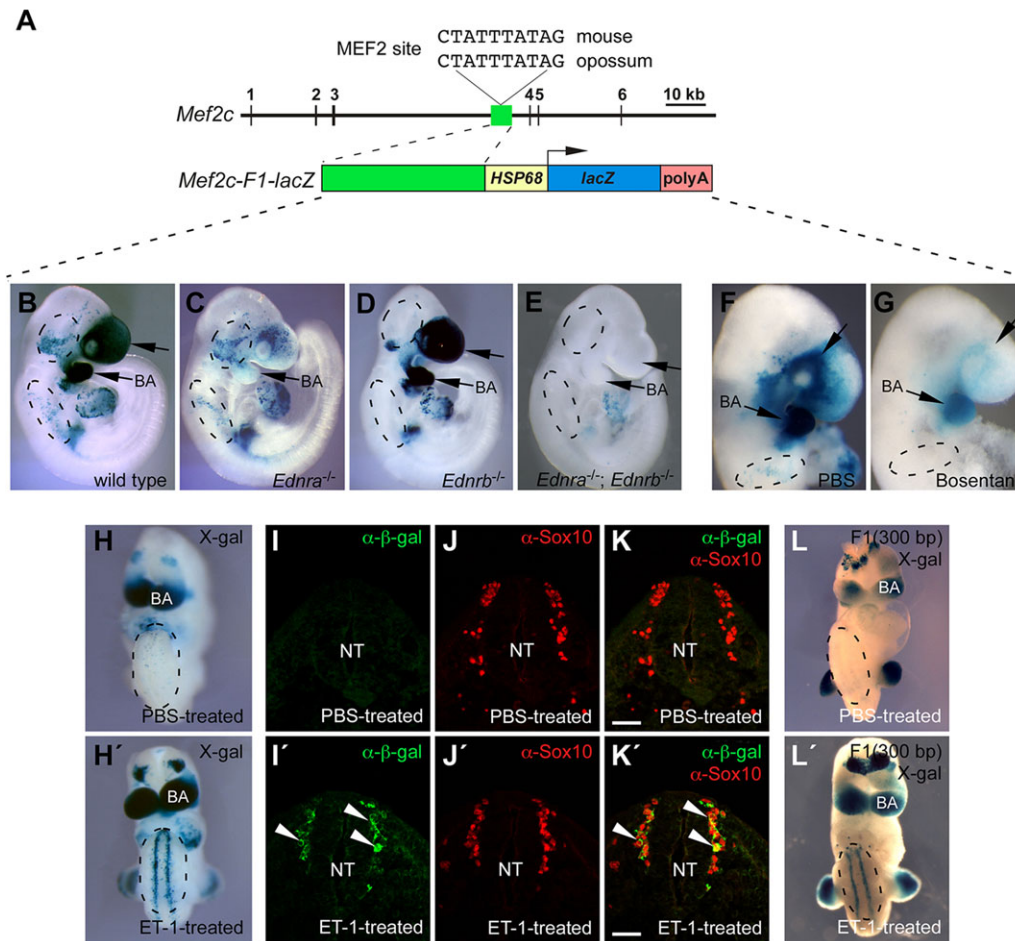 A
MEF2 site
CTATTTATAG mouse
CTATTTATAG opossum
1 2 3 4 5 6 10 kb
Mef2c
Mef2c-F1-lacZ HSP68 lacZ polyA
B C D E F G
BA BA BA BA BA BA
wild type Ednra-/- Ednrb-/- Ednra-/-; Ednrb-/- PBS Bosentan
H X-gal I α-β-gal J α-Sox10 K α-β-gal L F1(300 bp)
α-Sox10 X-gal
BA BA
NT NT NT
PBS-treated PBS-treated PBS-treated PBS-treated PBS-treated
H´ X-gal I´ α-β-gal J´ α-Sox10 K´ α-β-gal L´ F1(300 bp)
α-Sox10 X-gal
BA BA
NT NT NT
ET-1-treated ET-1-treated ET-1-treated ET-1-treated ET-1-treated